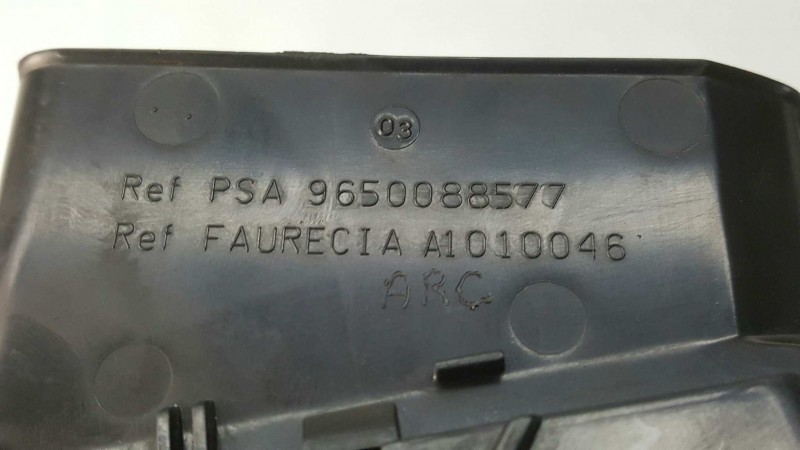 03
Ref PSA 9650088577
Ref FAURECIA A1010046
ARC